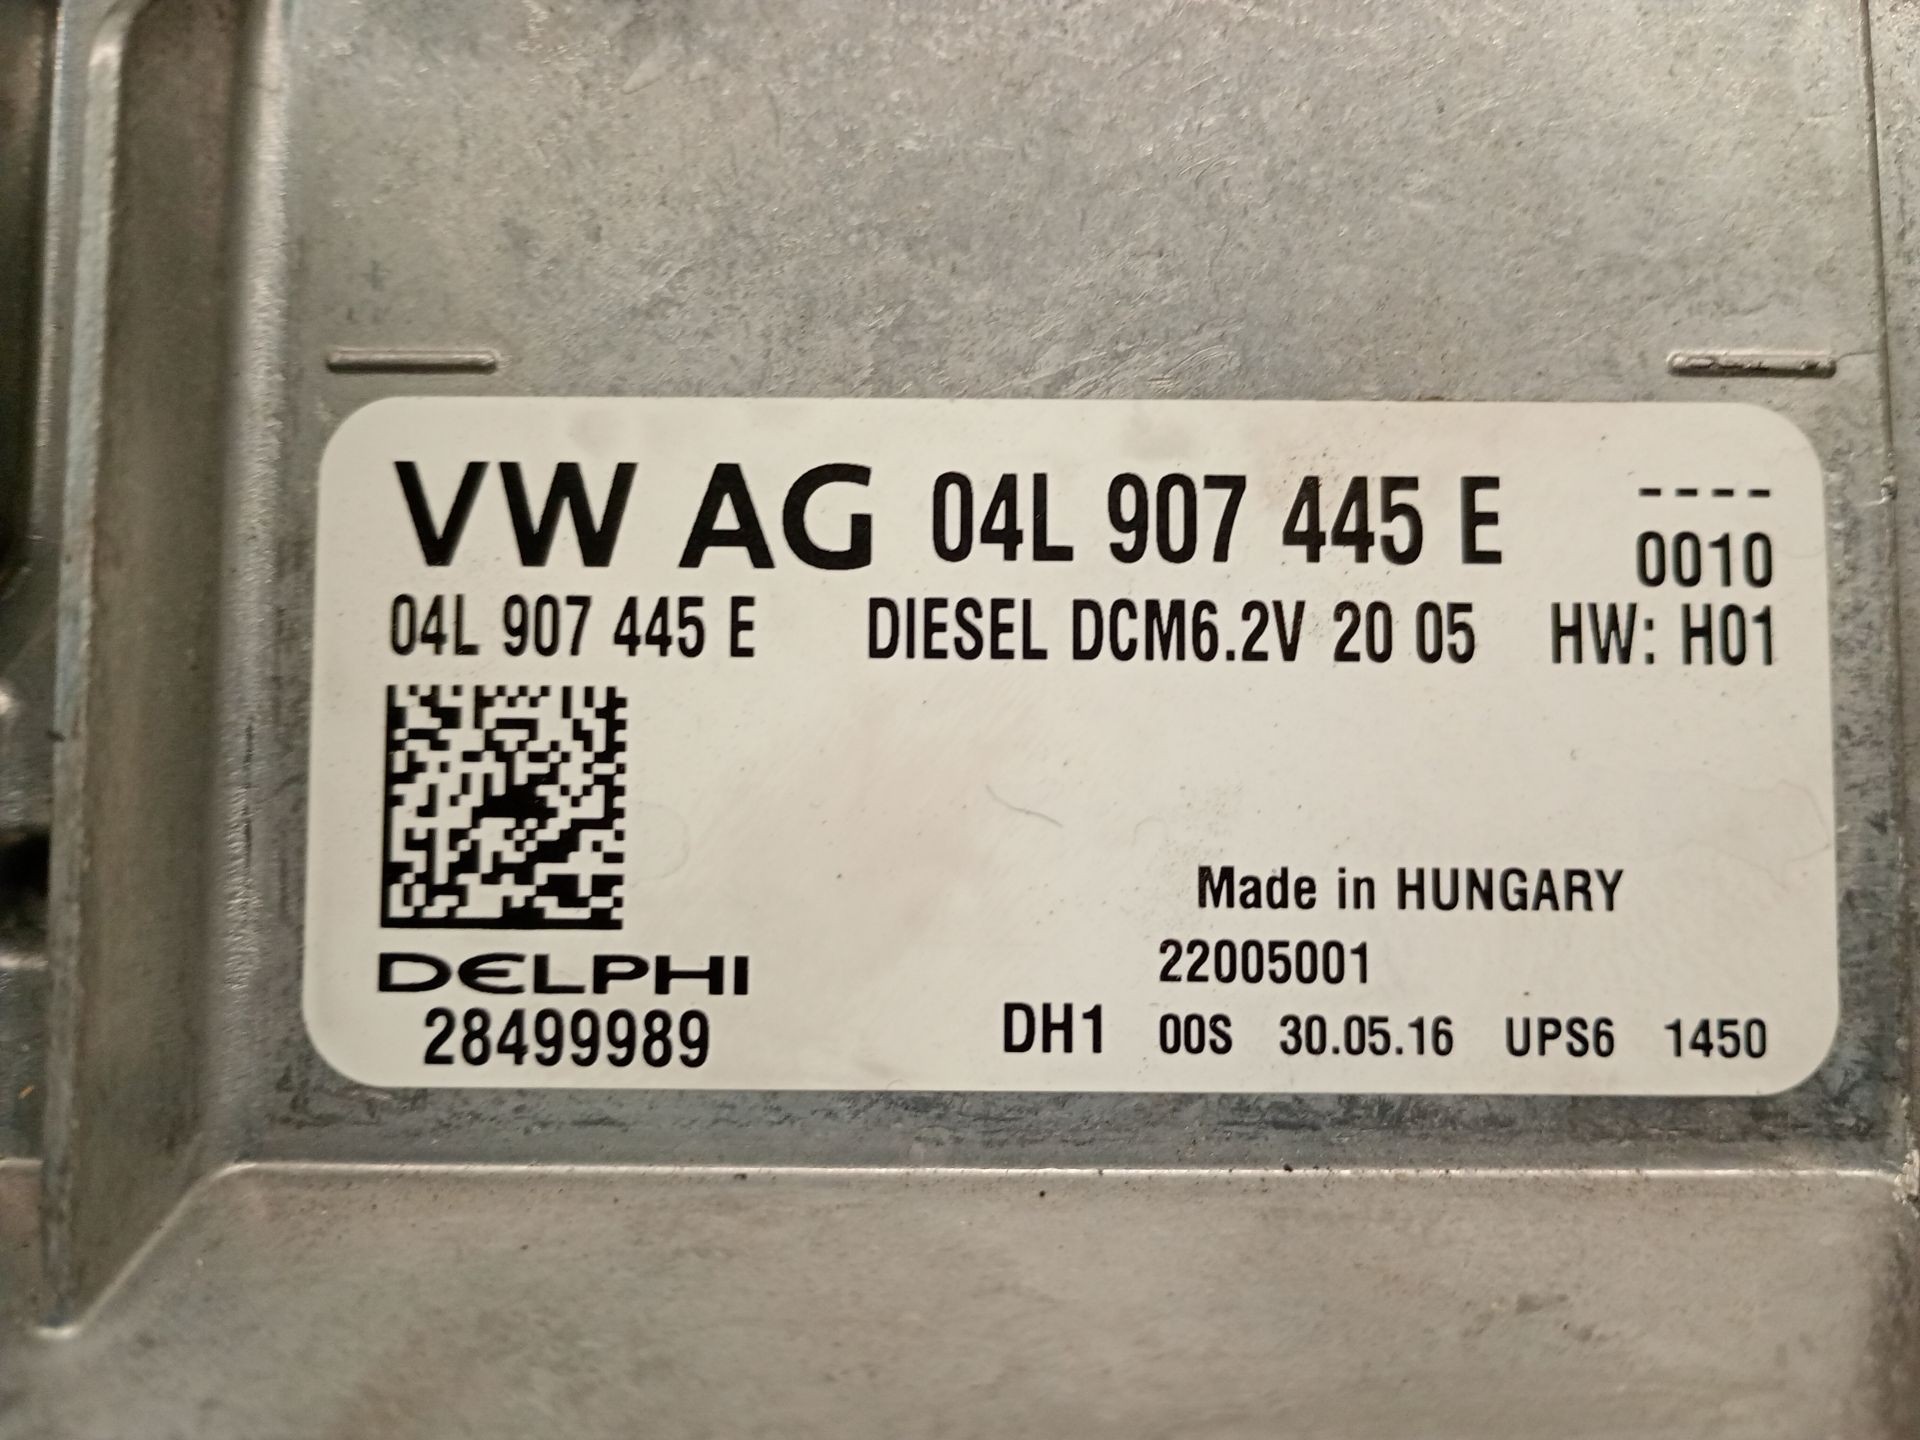 VW AG 04L 907 445 E ----
0010
04L 907 445 E DIESEL DCM6.2V 20 05 HW: H01
Made in HUNGARY
DELPHI 22005001
28499989 DH1 00S 30.05.16 UPS6 1450